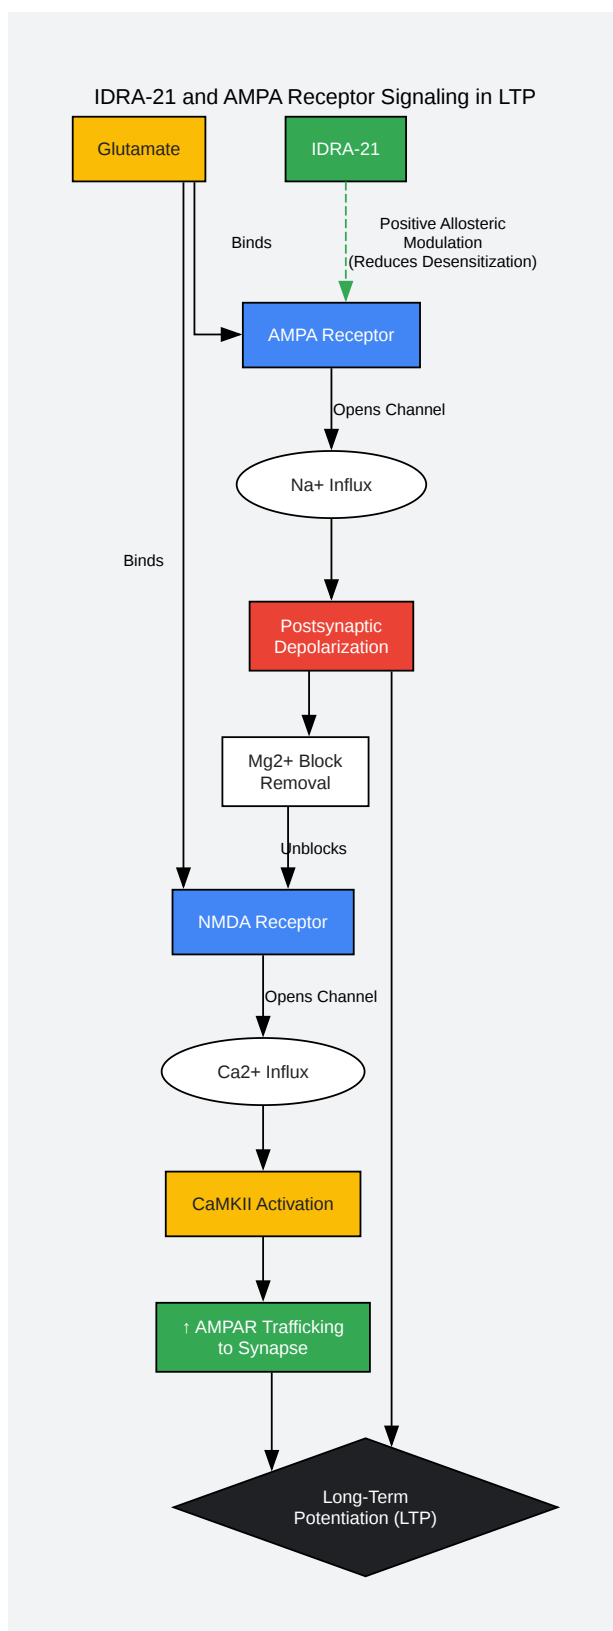 IDRA-21 and AMPA Receptor Signaling in LTP
Glutamate
IDRA-21
Binds
Positive Allosteric
Modulation
(Reduces Desensitization)
AMPA Receptor
Opens Channel
Na+ Influx
Binds
Postsynaptic
Depolarization
Mg2+ Block
Removal
Unblocks
NMDA Receptor
Opens Channel
Ca2+ Influx
CaMKII Activation
↑ AMPAR Trafficking
to Synapse
Long-Term
Potentiation (LTP)